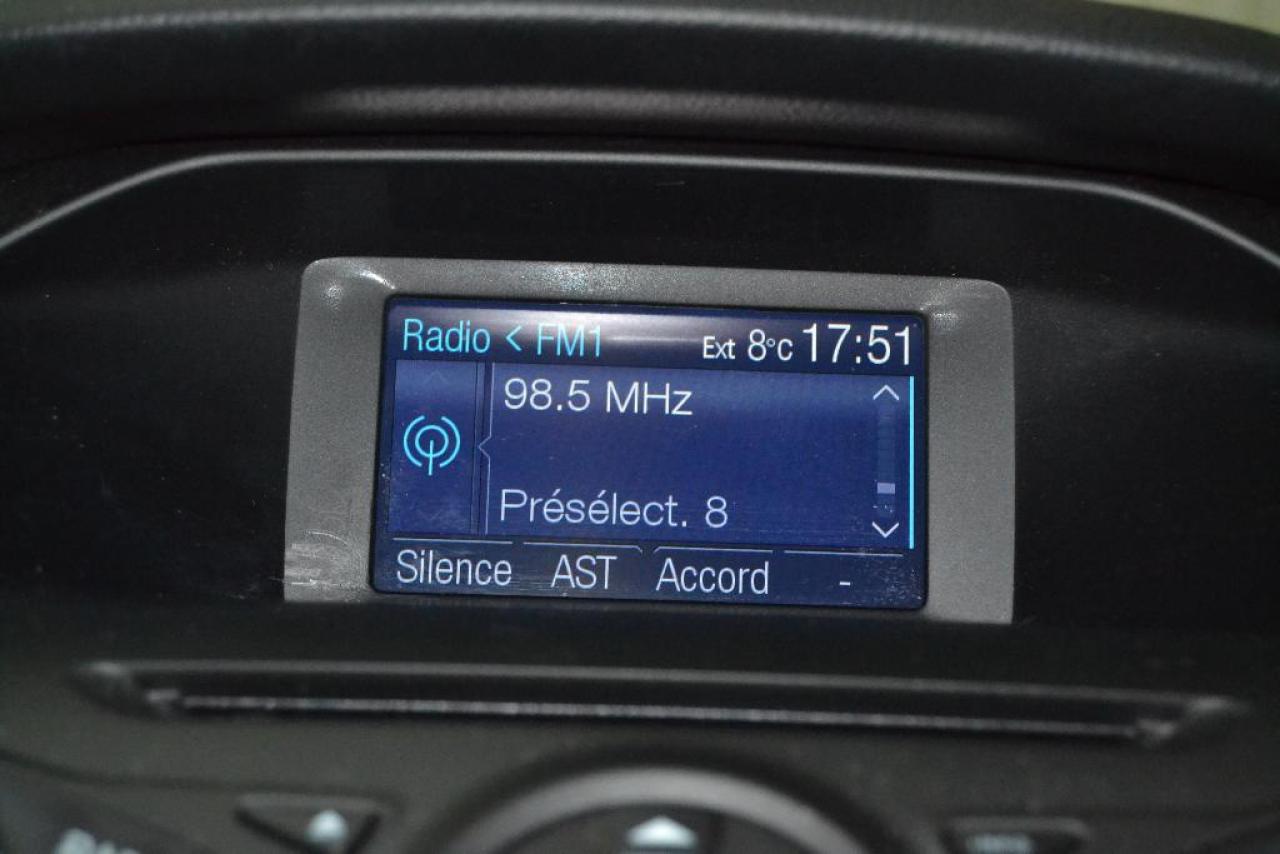 Radio < FM1 Ext 8°C 17:51
98.5 MHz
Présélect. 8
Silence AST Accord -